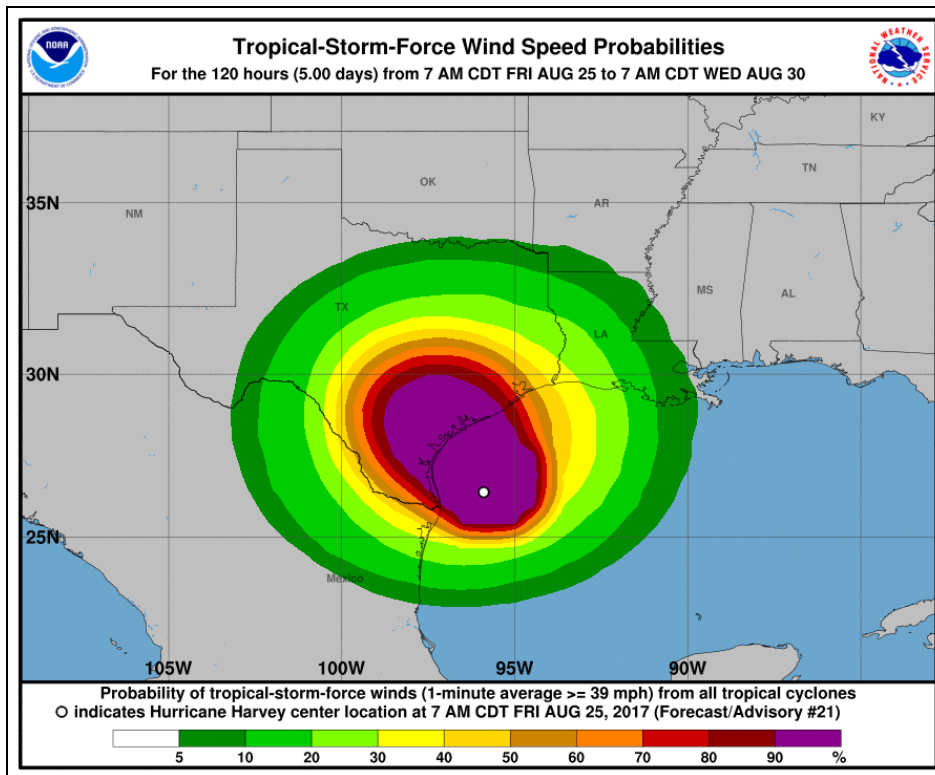 NOAA
Tropical-Storm-Force Wind Speed Probabilities
For the 120 hours (5.00 days) from 7 AM CDT FRI AUG 25 to 7 AM CDT WED AUG 30
NATIONAL WEATHER SERVICE
KY
OK
TN
35N
NM
AR
MS
AL
TX
LA
30N
25N
Mexico
105W 100W 95W 90W
Probability of tropical-storm-force winds (1-minute average >= 39 mph) from all tropical cyclones
indicates Hurricane Harvey center location at 7 AM CDT FRI AUG 25, 2017 (Forecast/Advisory #21)
5 10 20 30 40 50 60 70 80 90 %